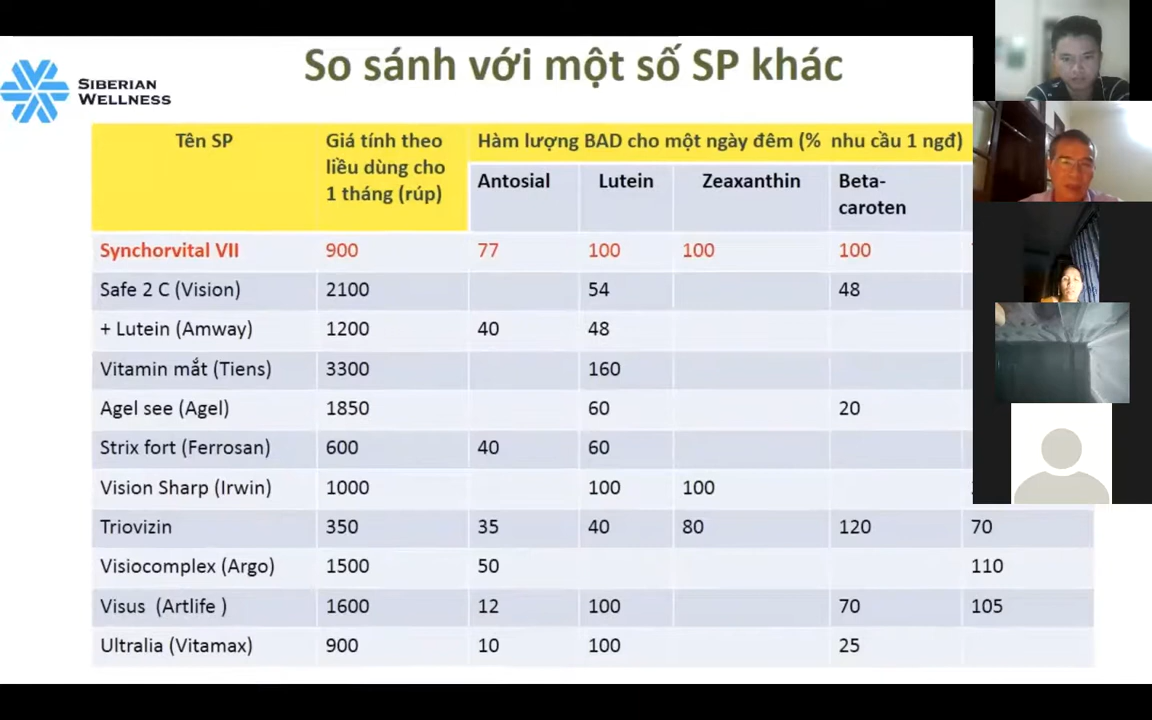 So sánh với một số SP khác
SIBERIAN
WELLNESS
Tên SP
Giá tính theo
liều dùng cho
1 tháng (rúp)
Hàm lượng BAD cho một ngày đêm (% nhu cầu 1 ngđ)
Antosial Lutein Zeaxanthin Beta-
caroten
Synchorvital VII 900 77 100 100 100
Safe 2 C (Vision) 2100 54 48
+ Lutein (Amway) 1200 40 48
Vitamin mắt (Tiens) 3300 160
Agel see (Agel) 1850 60 20
Strix fort (Ferrosan) 600 40 60
Vision Sharp (Irwin) 1000 100 100
Triovizin 350 35 40 80 120 70
Visiocomplex (Argo) 1500 50 110
Visus (Artlife ) 1600 12 100 70 105
Ultralia (Vitamax) 900 10 100 25